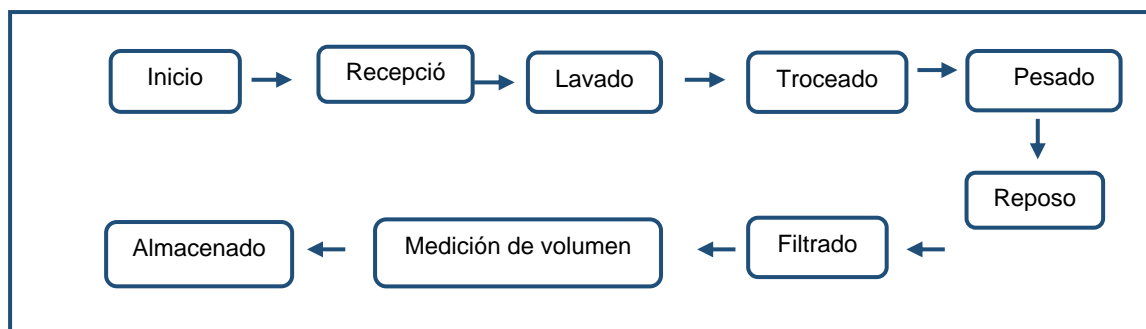 Inicio
Recepció
Lavado
Troceado
Pesado
Reposo
Filtrado
Medición de volumen
Almacenado